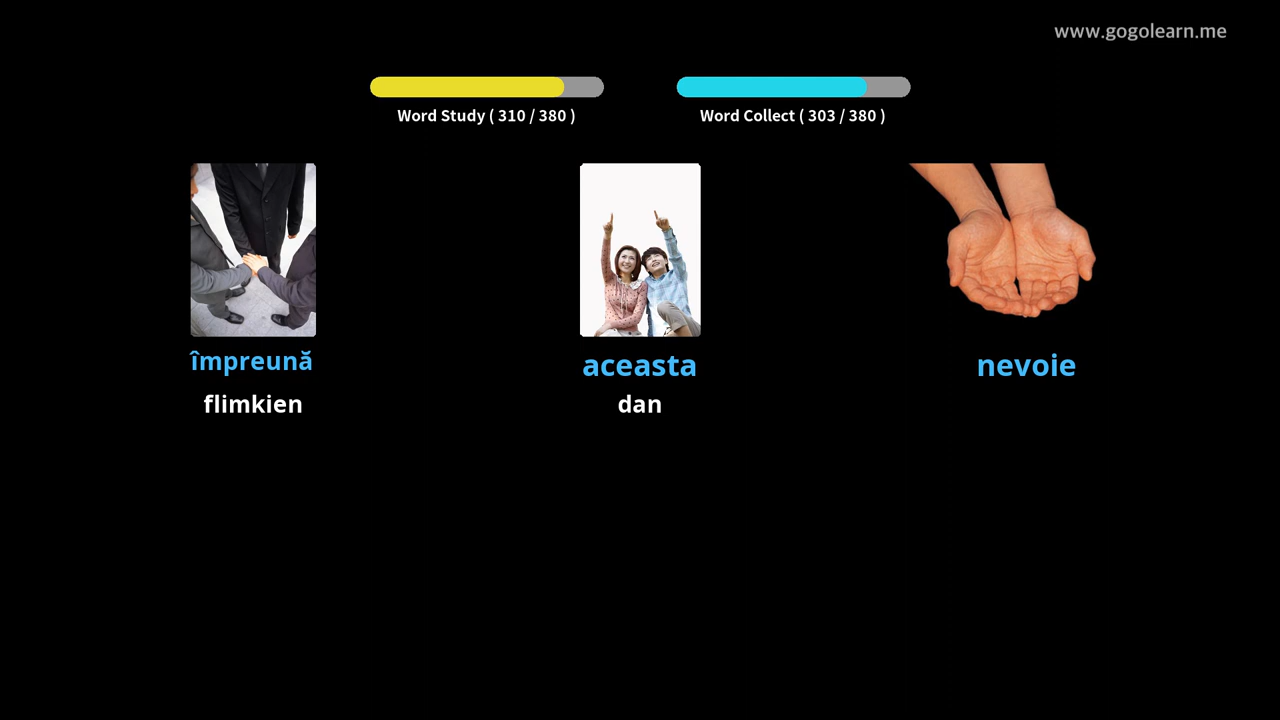 www.gogolearn.me
Word Study ( 310 / 380 )
Word Collect ( 303 / 380 )
împreună
aceasta
nevoie
flimkien
dan